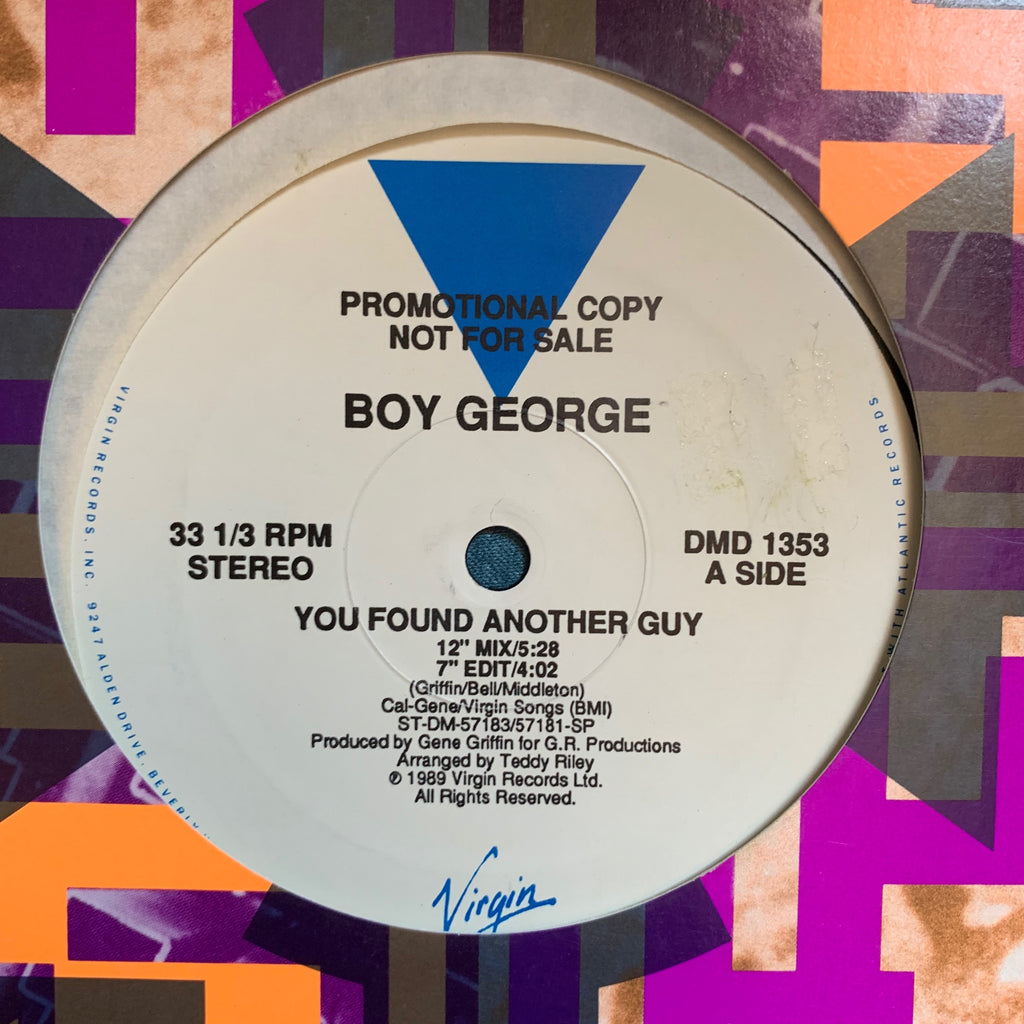 PROMOTIONAL COPY
NOT FOR SALE
BOY GEORGE
33 1/3 RPM
STEREO
DMD 1353
A SIDE
YOU FOUND ANOTHER GUY
12" MIX/5:28
7" EDIT/4:02
(Griffin/Bell/Middleton)
Cal-Gene/Virgin Songs (BMI)
ST-DM-57183/57181-SP
Produced by Gene Griffin for G.R. Productions
Arranged by Teddy Riley
℗ 1989 Virgin Records Ltd.
All Rights Reserved.
Virgin
VIRGIN RECORDS, INC. 9247 ALDEN DRIVE, BEVERLY
WITH ATLANTIC RECORDS